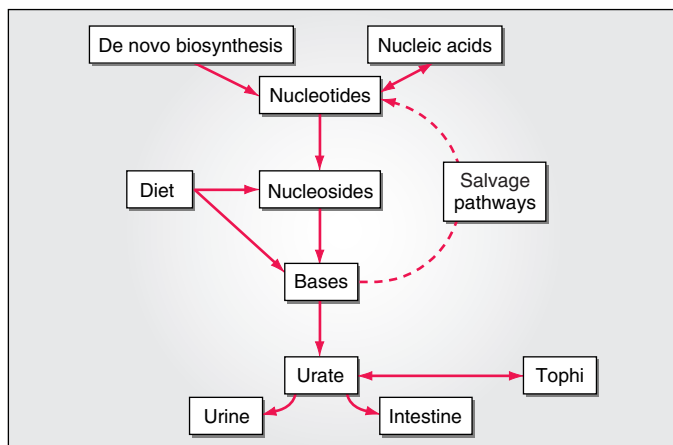 De novo biosynthesis
Nucleic acids
Nucleotides
Diet
Nucleosides
Salvage
pathways
Bases
Urate
Tophi
Urine
Intestine